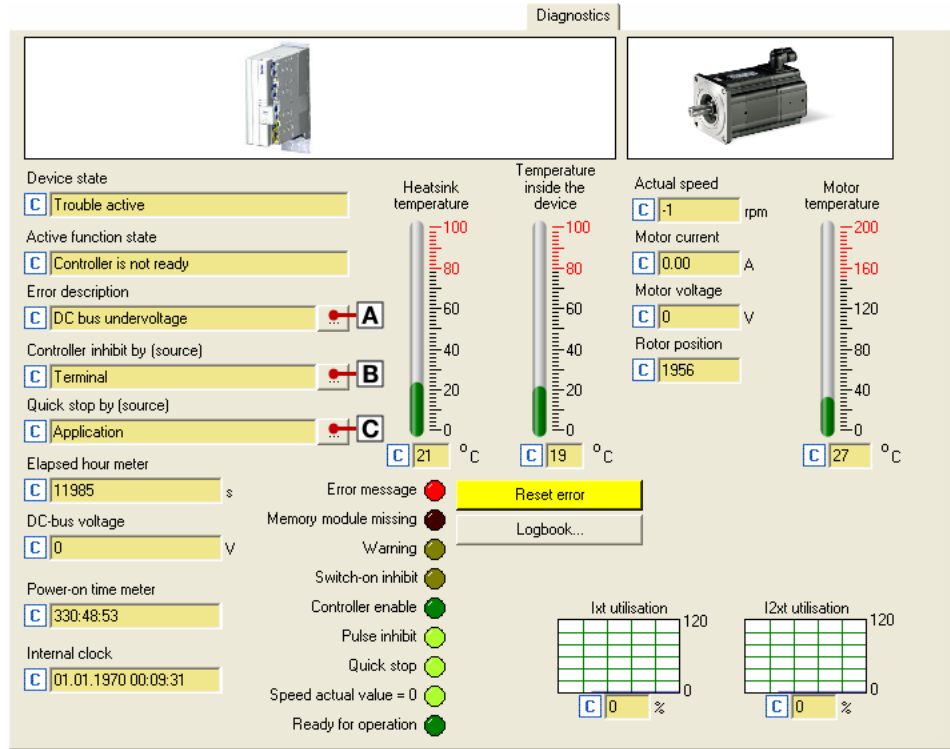 Diagnostics
Device state
C Trouble active
Active function state
C Controller is not ready
Error description
C DC bus undervoltage ... A
Controller inhibit by (source)
C Terminal ... B
Quick stop by (source)
C Application ... C
Elapsed hour meter
C 11985 s
DC-bus voltage
C 0 V
Power-on time meter
C 330:48:53
Internal clock
C 01.01.1970 00:09:31
Heatsink
temperature
100
80
60
40
20
0
C 21 °C
Temperature
inside the
device
100
80
60
40
20
0
C 19 °C
Actual speed
C -1 rpm
Motor current
C 0.00 A
Motor voltage
C 0 V
Rotor position
C 1956
Motor
temperature
200
160
120
80
40
0
C 27 °C
Error message
Memory module missing
Warning
Switch-on inhibit
Controller enable
Pulse inhibit
Quick stop
Speed actual value = 0
Ready for operation
Reset error
Logbook...
Ixt utilisation
120
0
C 0 %
I2xt utilisation
120
0
C 0 %